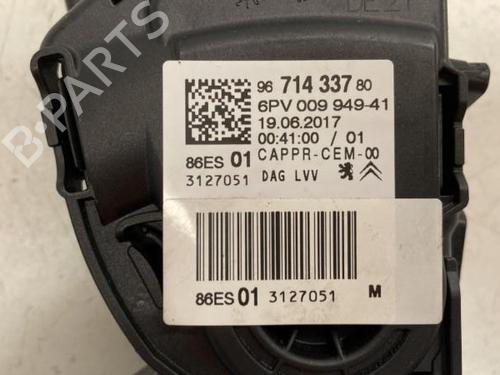 B-PARTS
96 714 337 80
6PV 009 949-41
19.06.2017
00:41:00 / 01
86ES 01 CAPPR-CEM-00
3127051 DAG LVV
86ES 01 3127051 M